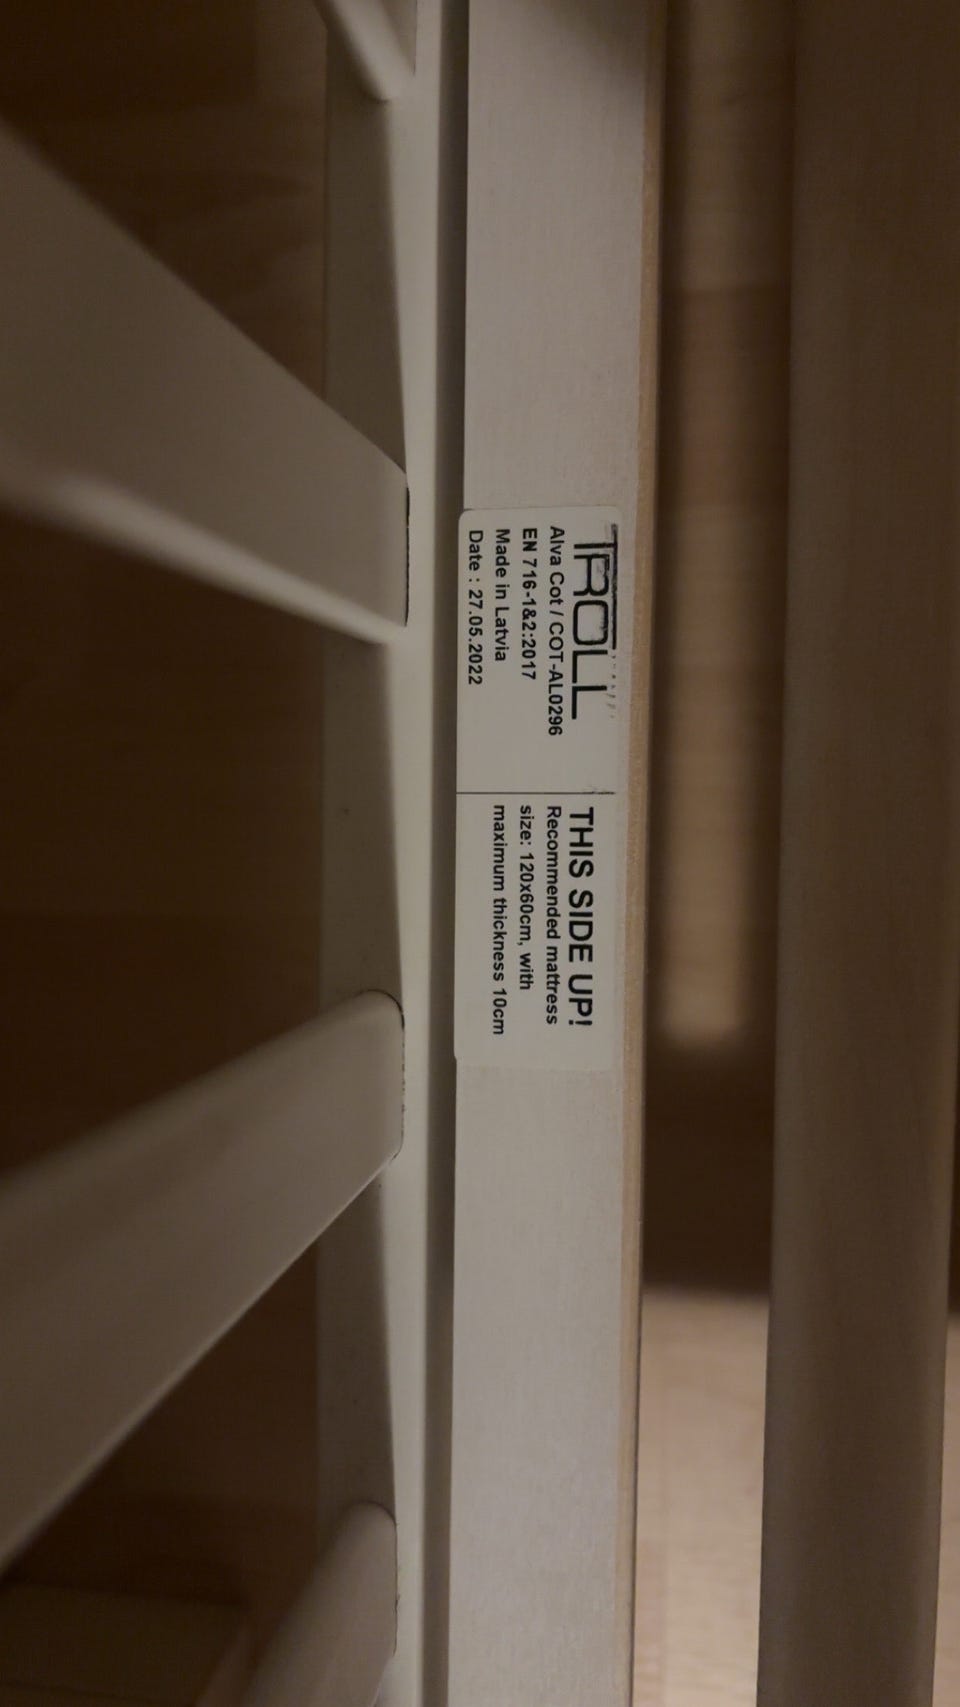 TROLL
Alva Cot / COT-AL0296
EN 716-1&2:2017
Made in Latvia
Date : 27.05.2022
THIS SIDE UP!
Recommended mattress
size: 120x60cm, with
maximum thickness 10cm